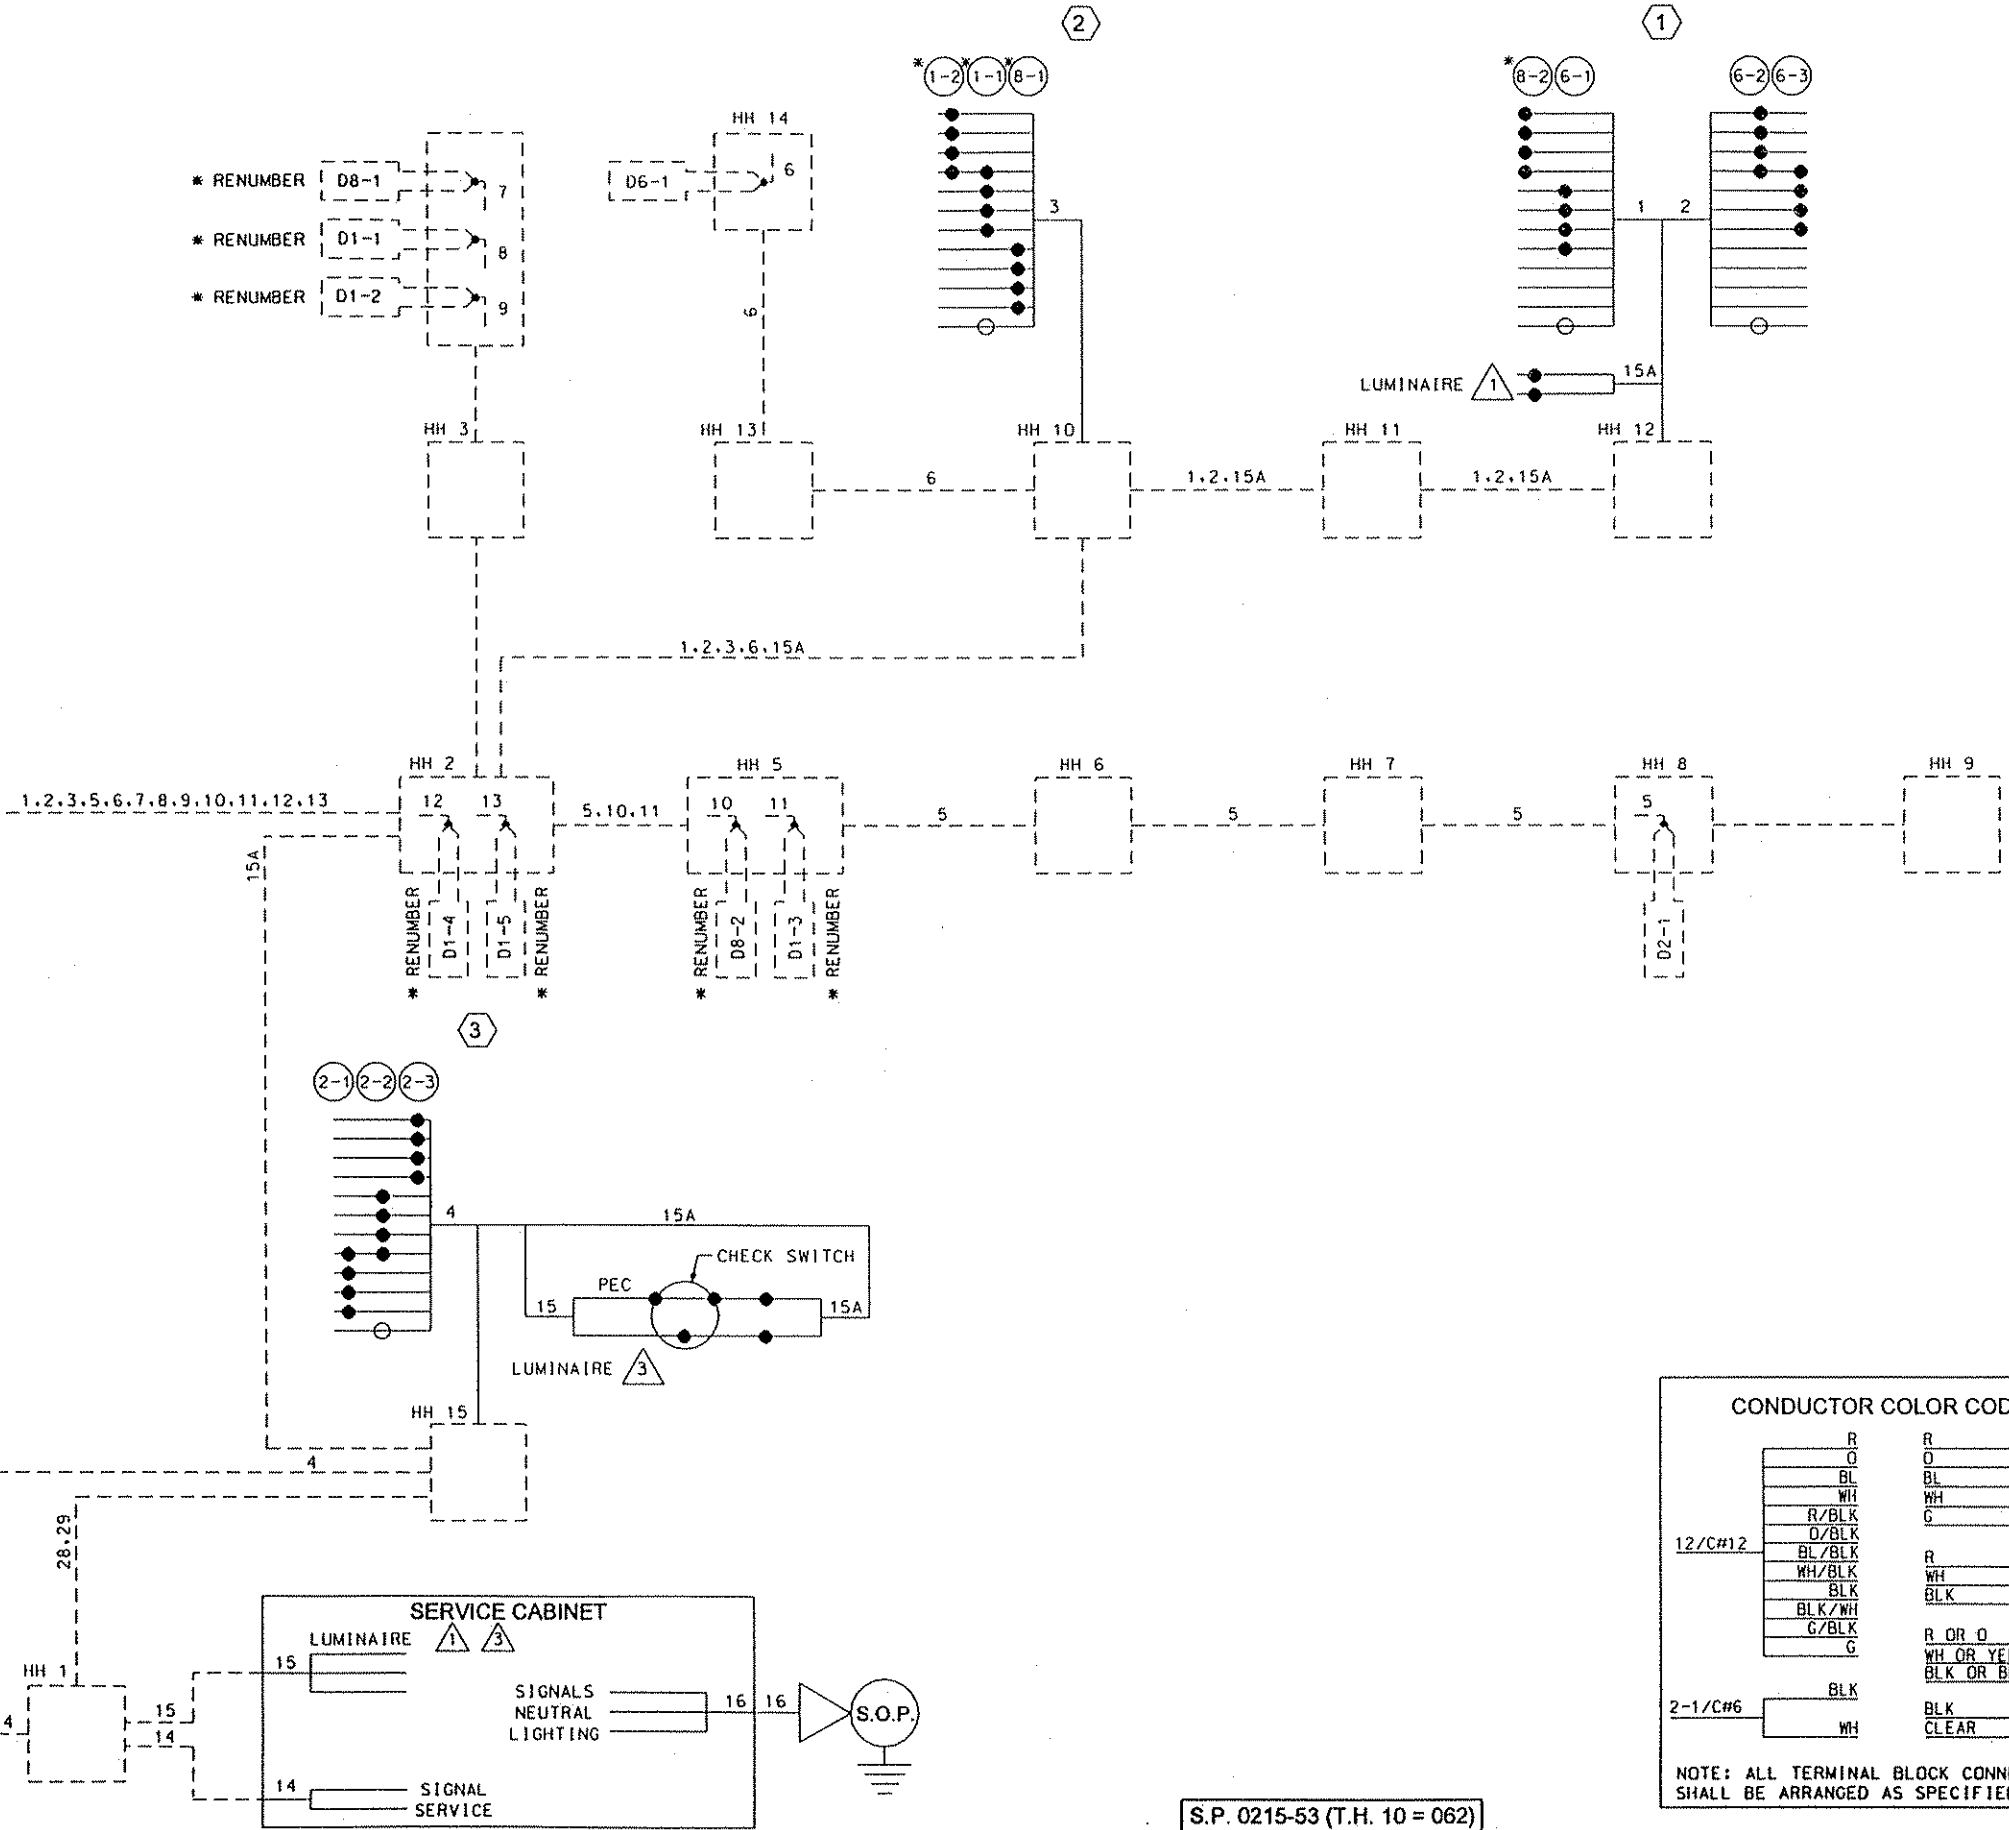 2
1
* 1-2 * 1-1 * 8-1
* 8-2 6-1
6-2 6-3
HH 14
* RENUMBER D8-1 7
D6-1 6
* RENUMBER D1-1 8
* RENUMBER D1-2 9
3
1 2
6
LUMINAIRE 1 15A
HH 3
HH 13
HH 10
HH 11
HH 12
6
1,2,15A
1,2,15A
1,2,3,6,15A
HH 2
HH 5
HH 6
HH 7
HH 8
HH 9
1,2,3,5,6,7,8,9,10,11,12,13
12 13
5,10,11
10 11
5
5
5
5
15A
* RENUMBER
D1-4
D1-5
* RENUMBER
* RENUMBER
D8-2
D1-3
* RENUMBER
D2-1
3
2-1 2-2 2-3
4
15A
CHECK SWITCH
PEC
15
15A
LUMINAIRE 3
HH 15
4
28,29
CONDUCTOR COLOR COD
12/C#12
R
O
BL
WH
R/BLK
O/BLK
BL/BLK
WH/BLK
BLK
BLK/WH
G/BLK
G
R
O
BL
WH
G
R
WH
BLK
R OR O
WH OR YE
BLK OR B
2-1/C#6
BLK
WH
BLK
CLEAR
NOTE: ALL TERMINAL BLOCK CONN
SHALL BE ARRANGED AS SPECIFIE
SERVICE CABINET
LUMINAIRE 1 3
15
HH 1
4
15
14
SIGNALS
NEUTRAL
LIGHTING
16 16
S.O.P.
14
SIGNAL
SERVICE
S.P. 0215-53 (T.H. 10 = 062)